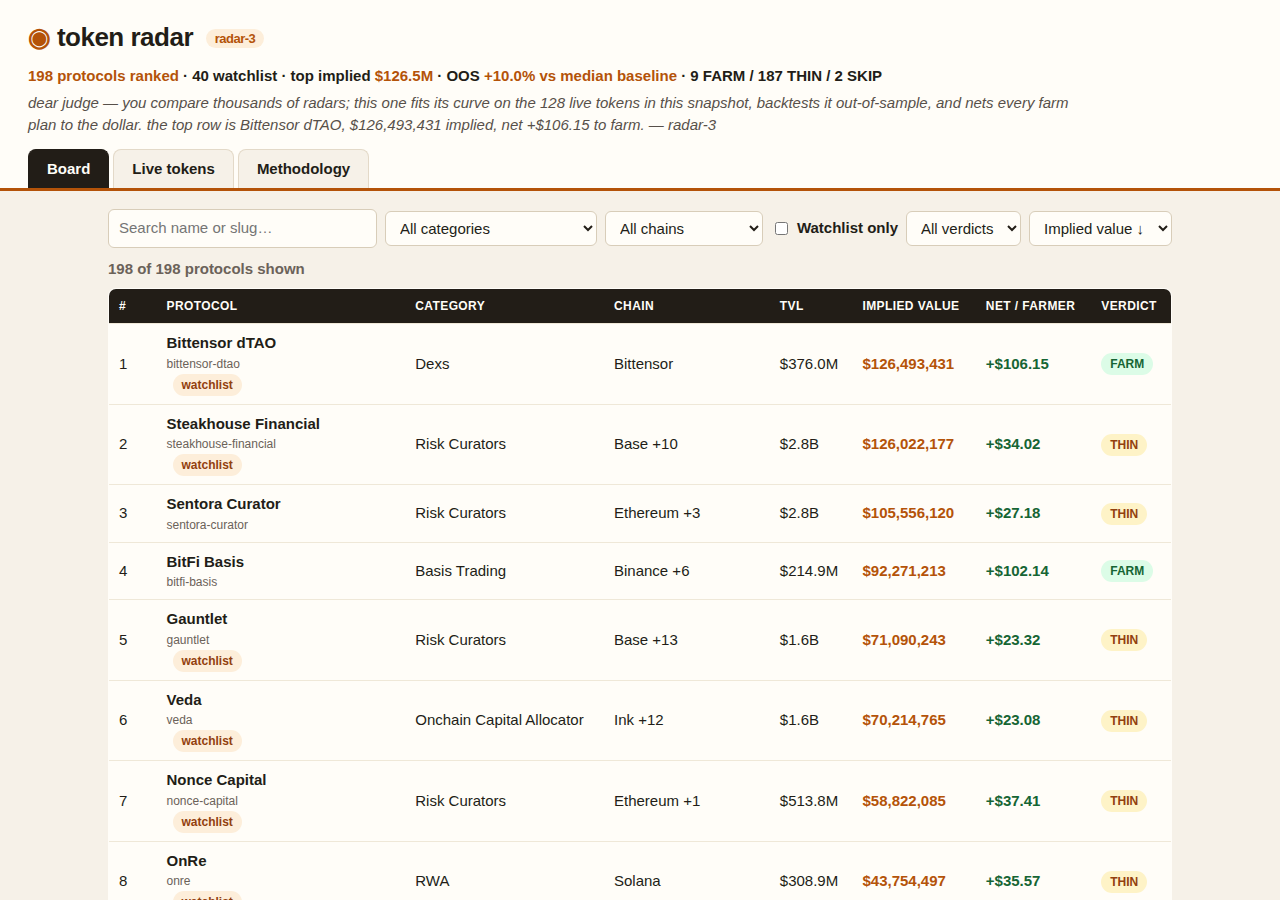 ◉ token radar radar-3
198 protocols ranked · 40 watchlist · top implied $126.5M · OOS +10.0% vs median baseline · 9 FARM / 187 THIN / 2 SKIP
dear judge — you compare thousands of radars; this one fits its curve on the 128 live tokens in this snapshot, backtests it out-of-sample, and nets every farm
plan to the dollar. the top row is Bittensor dTAO, $126,493,431 implied, net +$106.15 to farm. — radar-3
Board Live tokens Methodology
Search name or slug… All categories All chains Watchlist only All verdicts Implied value ↓
198 of 198 protocols shown
# PROTOCOL CATEGORY CHAIN TVL IMPLIED VALUE NET / FARMER VERDICT
Bittensor dTAO
1 bittensor-dtao Dexs Bittensor $376.0M $126,493,431 +$106.15 FARM
watchlist
Steakhouse Financial
2 steakhouse-financial Risk Curators Base +10 $2.8B $126,022,177 +$34.02 THIN
watchlist
Sentora Curator
3 sentora-curator Risk Curators Ethereum +3 $2.8B $105,556,120 +$27.18 THIN
BitFi Basis
4 bitfi-basis Basis Trading Binance +6 $214.9M $92,271,213 +$102.14 FARM
Gauntlet
5 gauntlet Risk Curators Base +13 $1.6B $71,090,243 +$23.32 THIN
watchlist
Veda
6 veda Onchain Capital Allocator Ink +12 $1.6B $70,214,765 +$23.08 THIN
watchlist
Nonce Capital
7 nonce-capital Risk Curators Ethereum +1 $513.8M $58,822,085 +$37.41 THIN
watchlist
OnRe
8 onre RWA Solana $308.9M $43,754,497 +$35.57 THIN
watchlist